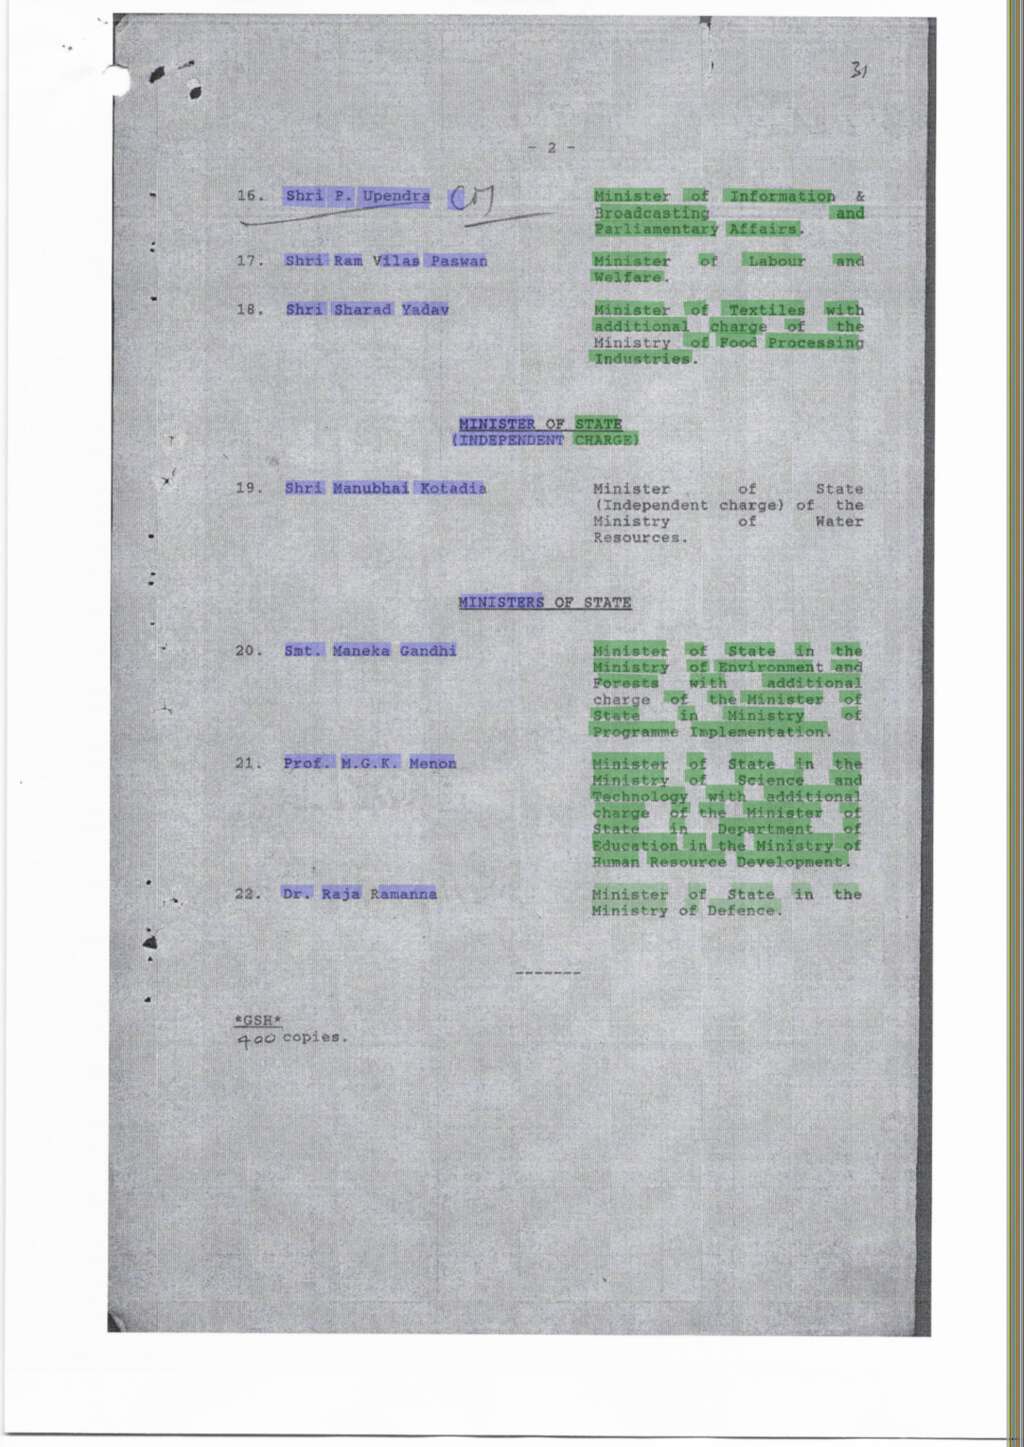 31
- 2 -
16. Shri P. Upendra Minister of Information &
Broadcasting and
Parliamentary Affairs.
17. Shri Ram Vilas Paswan Minister of Labour and
Welfare.
18. Shri Sharad Yadav Minister of Textiles with
additional charge of the
Ministry of Food Processing
Industries.
MINISTER OF STATE
(INDEPENDENT CHARGE)
19. Shri Manubhai Kotadia Minister of State
(Independent charge) of the
Ministry of Water
Resources.
MINISTERS OF STATE
20. Smt. Maneka Gandhi Minister of State in the
Ministry of Environment and
Forests with additional
charge of the Minister of
State in Ministry of
Programme Implementation.
21. Prof. M.G.K. Menon Minister of State in the
Ministry of Science and
Technology with additional
charge of the Minister of
State in Department of
Education in the Ministry of
Human Resource Development.
22. Dr. Raja Ramanna Minister of State in the
Ministry of Defence.
-------
*GSH*
400 copies.